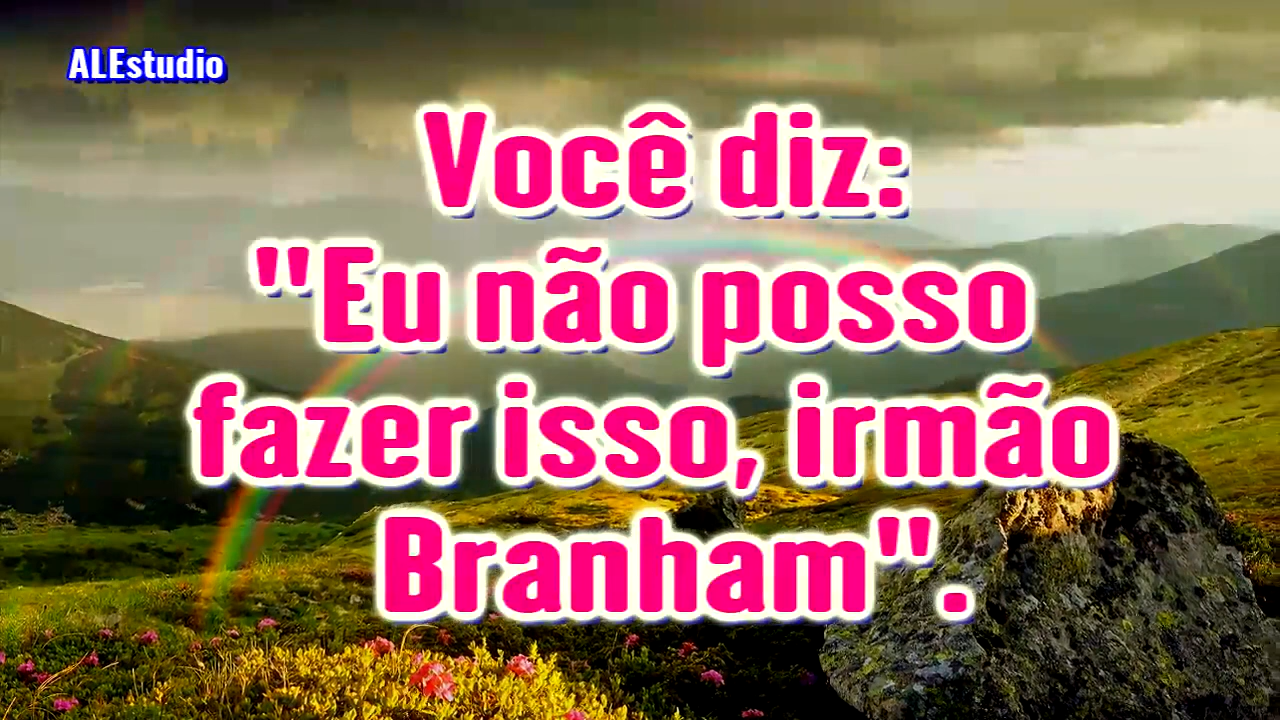 ALEstudio
Você diz:
"Eu não posso
fazer isso, irmão
Branham".